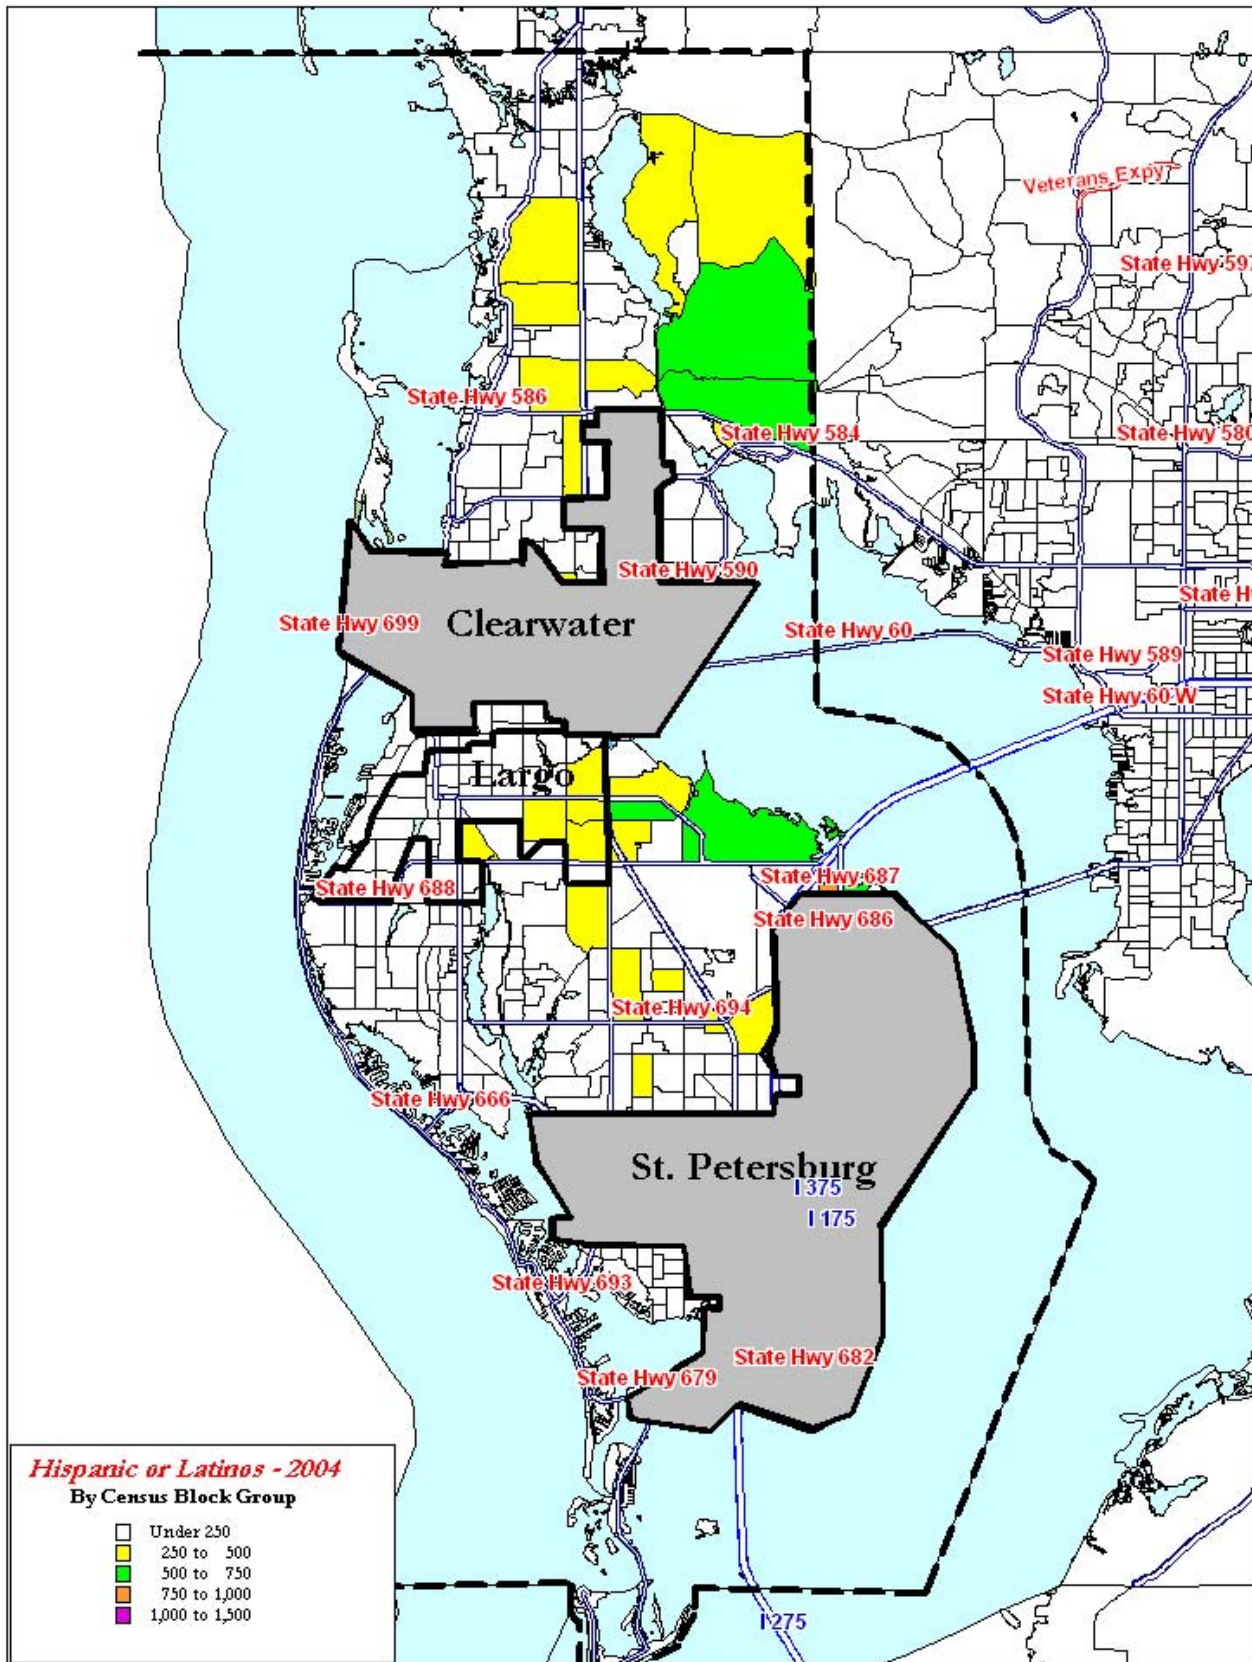 Veterans Expy
State Hwy 597
State Hwy 586
State Hwy 584
State Hwy 580
State Hwy 590
State H
State Hwy 699
Clearwater
State Hwy 60
State Hwy 589
State Hwy 60 W
Largo
State Hwy 688
State Hwy 687
State Hwy 686
State Hwy 694
State Hwy 666
St. Petersburg
I 375
I 175
State Hwy 693
State Hwy 682
State Hwy 679
Hispanic or Latinos - 2004
By Census Block Group
Under 250
250 to 500
500 to 750
750 to 1,000
1,000 to 1,500
I 275